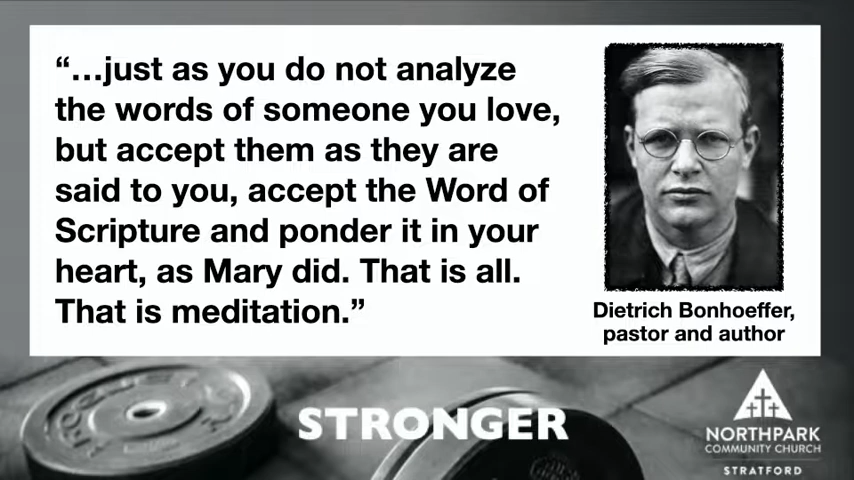 “...just as you do not analyze
the words of someone you love,
but accept them as they are
said to you, accept the Word of
Scripture and ponder it in your
heart, as Mary did. That is all.
That is meditation.”
Dietrich Bonhoeffer,
pastor and author
STRONGER
NORTHPARK
COMMUNITY CHURCH
STRATFORD